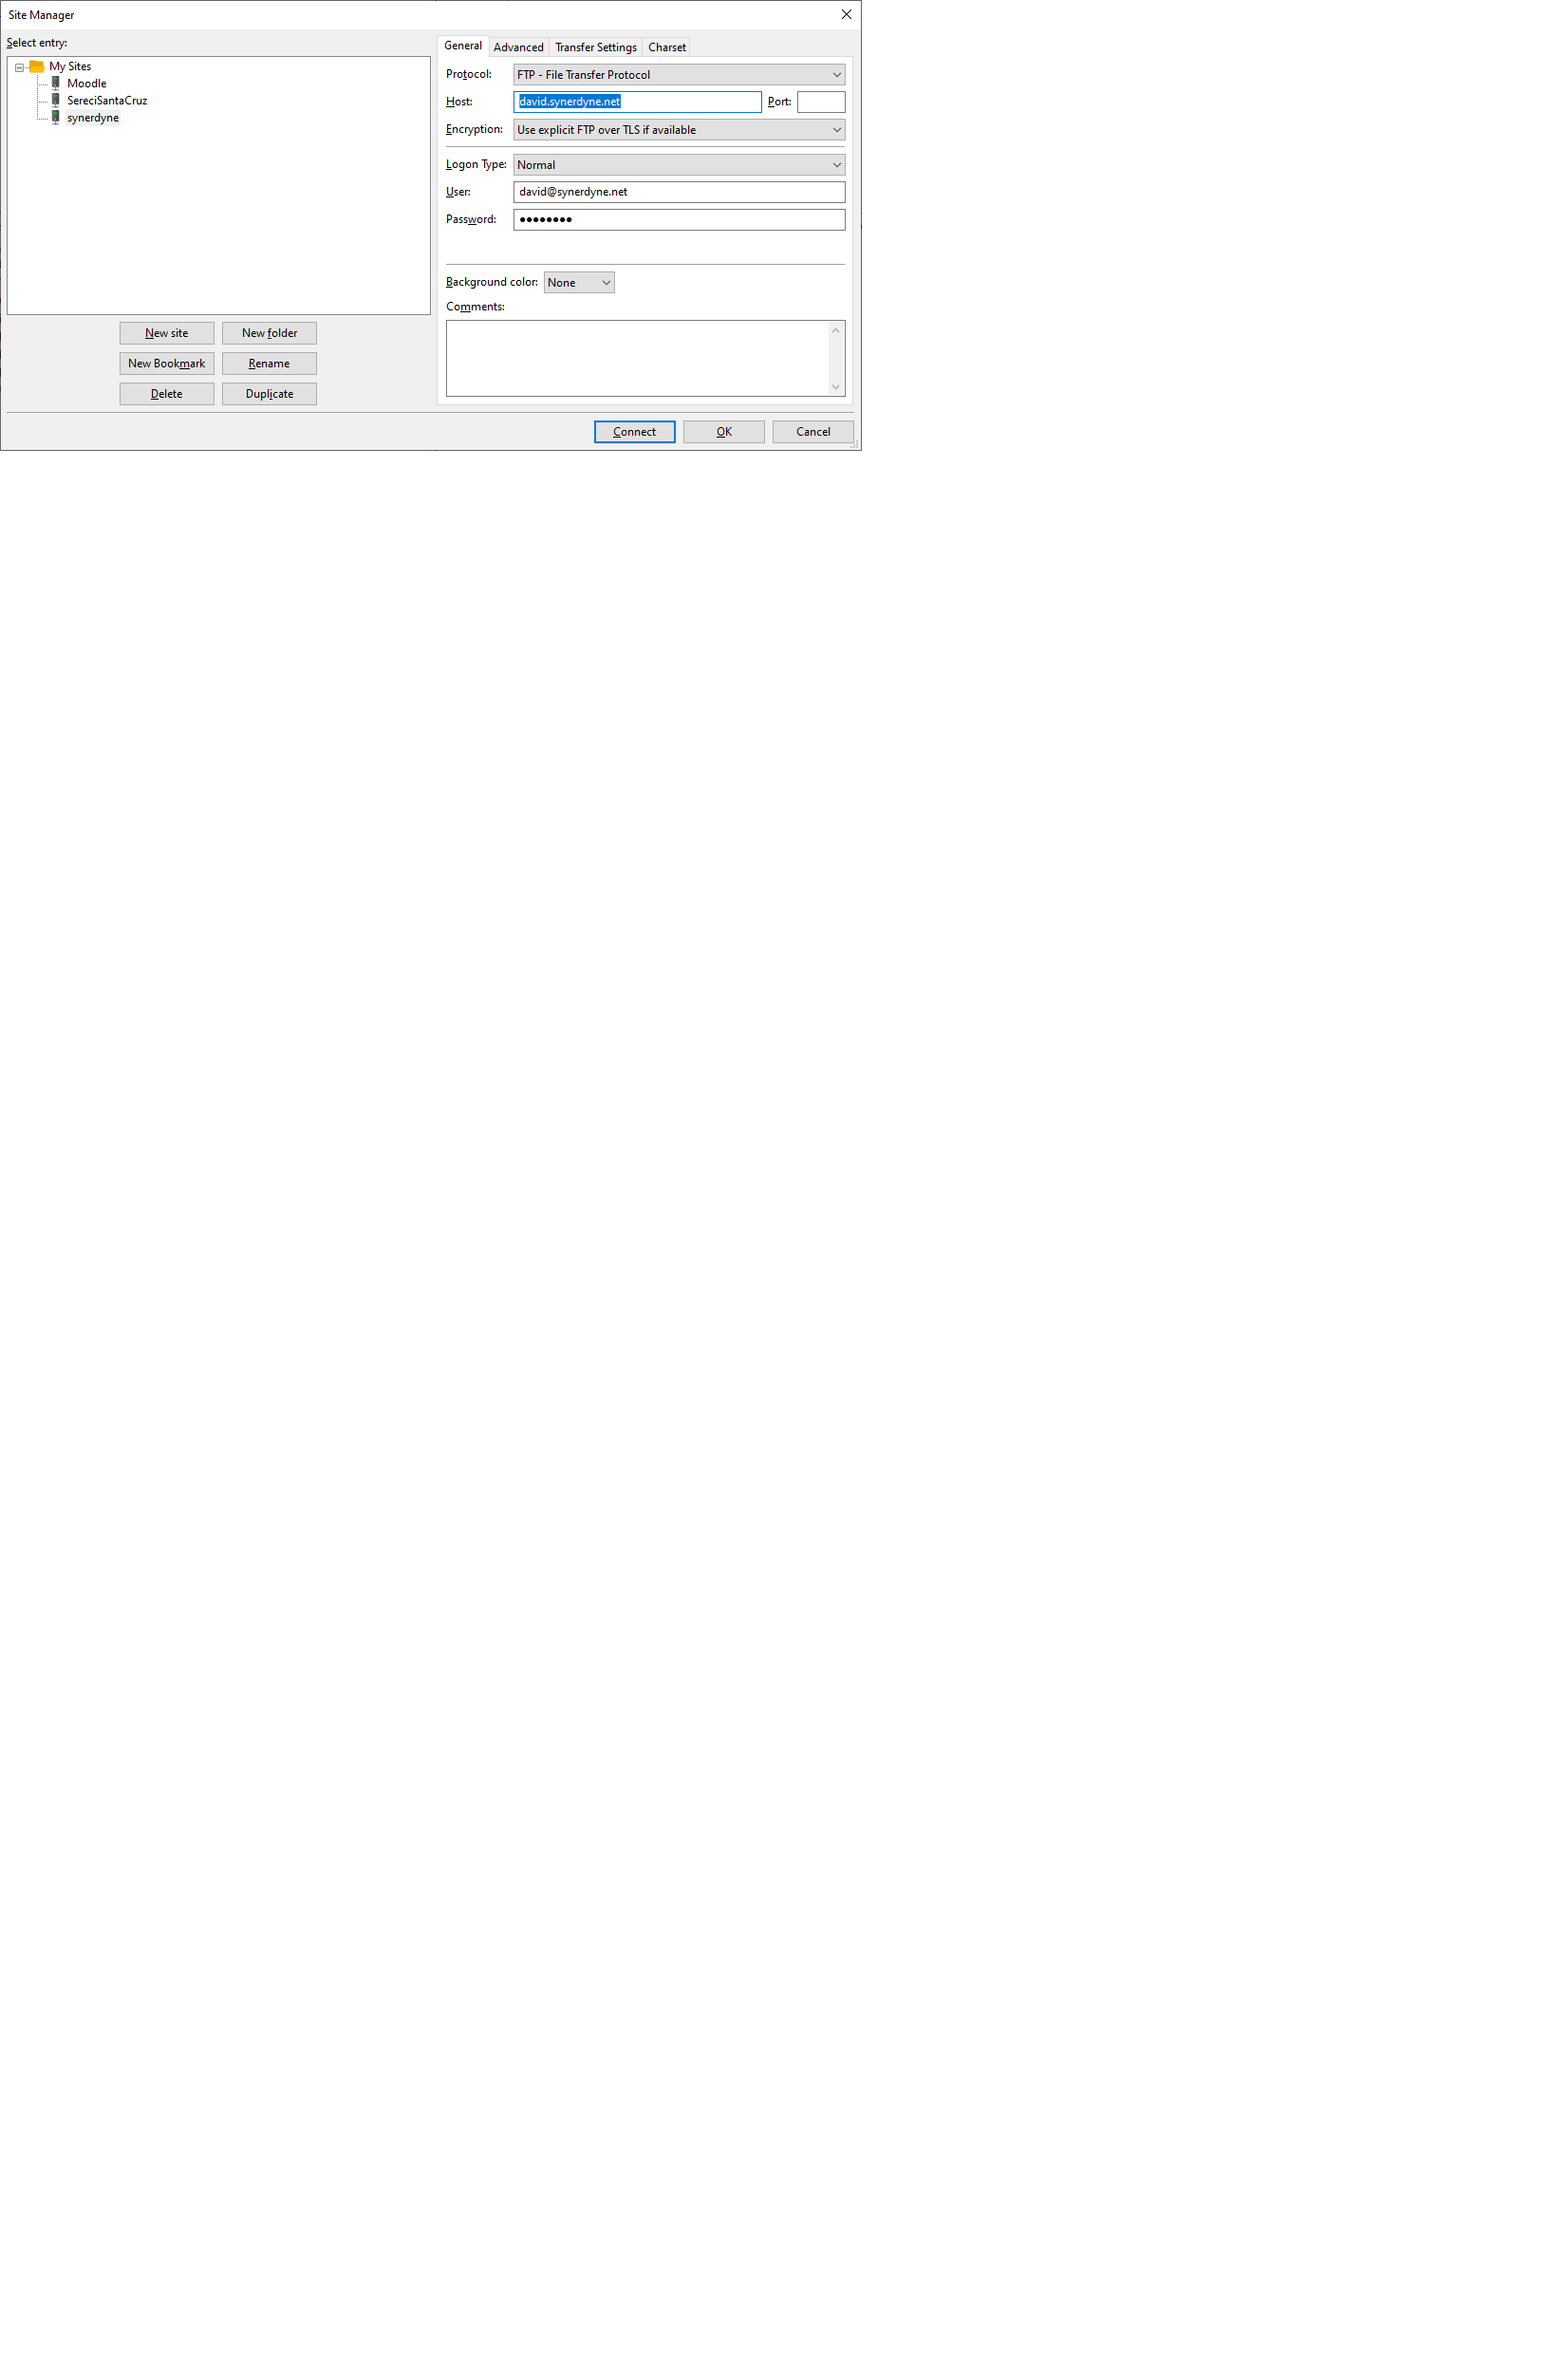 Site Manager
Select entry:
My Sites
Moodle
SereciSantaCruz
synerdyne
New site
New folder
New Bookmark
Rename
Delete
Duplicate
General
Advanced
Transfer Settings
Charset
Protocol:
FTP - File Transfer Protocol
Host:
david.synerdyne.net
Port:
Encryption:
Use explicit FTP over TLS if available
Logon Type:
Normal
User:
david@synerdyne.net
Password:
●●●●●●●●
Background color:
None
Comments:
Connect
OK
Cancel